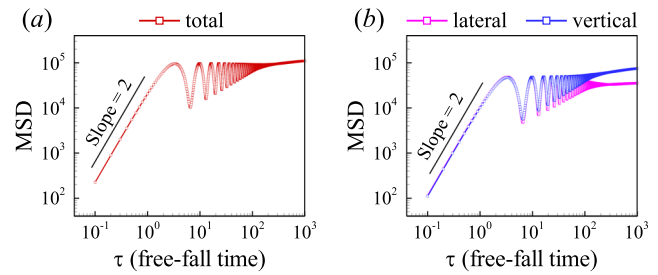 (a) total
MSD
10^5
10^4
10^3
10^2
Slope = 2
10^-1 10^0 10^1 10^2 10^3
τ (free-fall time)
(b) lateral vertical
MSD
10^5
10^4
10^3
10^2
Slope = 2
10^-1 10^0 10^1 10^2 10^3
τ (free-fall time)